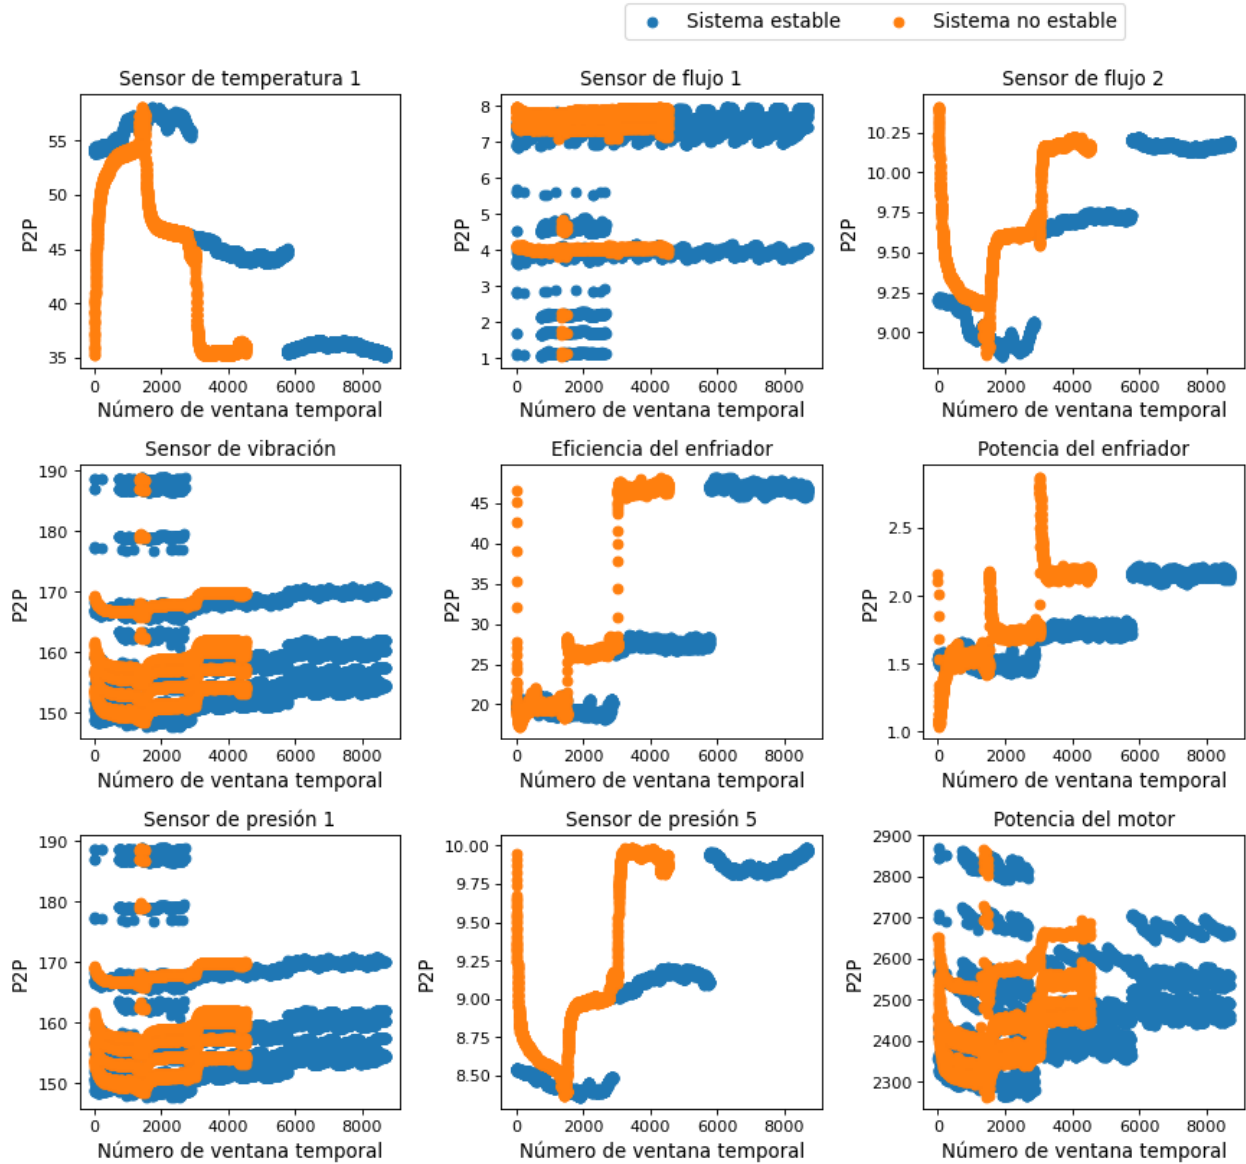 Sistema estable Sistema no estable
Sensor de temperatura 1 Sensor de flujo 1 Sensor de flujo 2
P2P
55
50
45
40
35
0 2000 4000 6000 8000
Número de ventana temporal
P2P
8
7
6
5
4
3
2
1
0 2000 4000 6000 8000
Número de ventana temporal
P2P
10.25
10.00
9.75
9.50
9.25
9.00
0 2000 4000 6000 8000
Número de ventana temporal
Sensor de vibración Eficiencia del enfriador Potencia del enfriador
P2P
190
180
170
160
150
0 2000 4000 6000 8000
Número de ventana temporal
P2P
45
40
35
30
25
20
0 2000 4000 6000 8000
Número de ventana temporal
P2P
2.5
2.0
1.5
1.0
0 2000 4000 6000 8000
Número de ventana temporal
Sensor de presión 1 Sensor de presión 5 Potencia del motor
P2P
190
180
170
160
150
0 2000 4000 6000 8000
Número de ventana temporal
P2P
10.00
9.75
9.50
9.25
9.00
8.75
8.50
0 2000 4000 6000 8000
Número de ventana temporal
P2P
2900
2800
2700
2600
2500
2400
2300
0 2000 4000 6000 8000
Número de ventana temporal